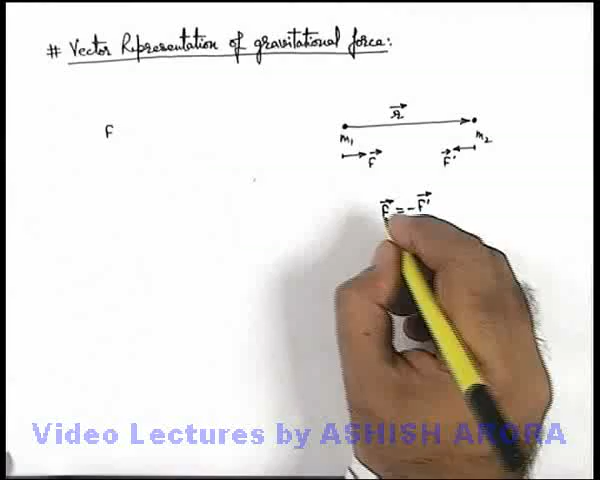 # Vector Representation of gravitational force:
F
r⃗
m₁ m₂
F⃗ F⃗'
F⃗ = -F⃗'
Video Lectures by ASHISH ARORA